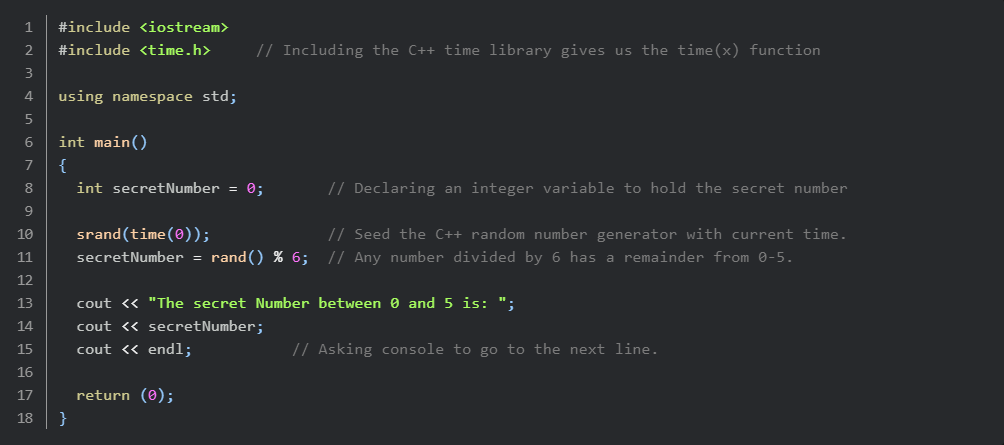 1 #include <iostream>
2 #include <time.h>     // Including the C++ time library gives us the time(x) function
3
4 using namespace std;
5
6 int main()
7 {
8   int secretNumber = 0;       // Declaring an integer variable to hold the secret number
9
10   srand(time(0));             // Seed the C++ random number generator with current time.
11   secretNumber = rand() % 6;  // Any number divided by 6 has a remainder from 0-5.
12
13   cout << "The secret Number between 0 and 5 is: ";
14   cout << secretNumber;
15   cout << endl;           // Asking console to go to the next line.
16
17   return (0);
18 }